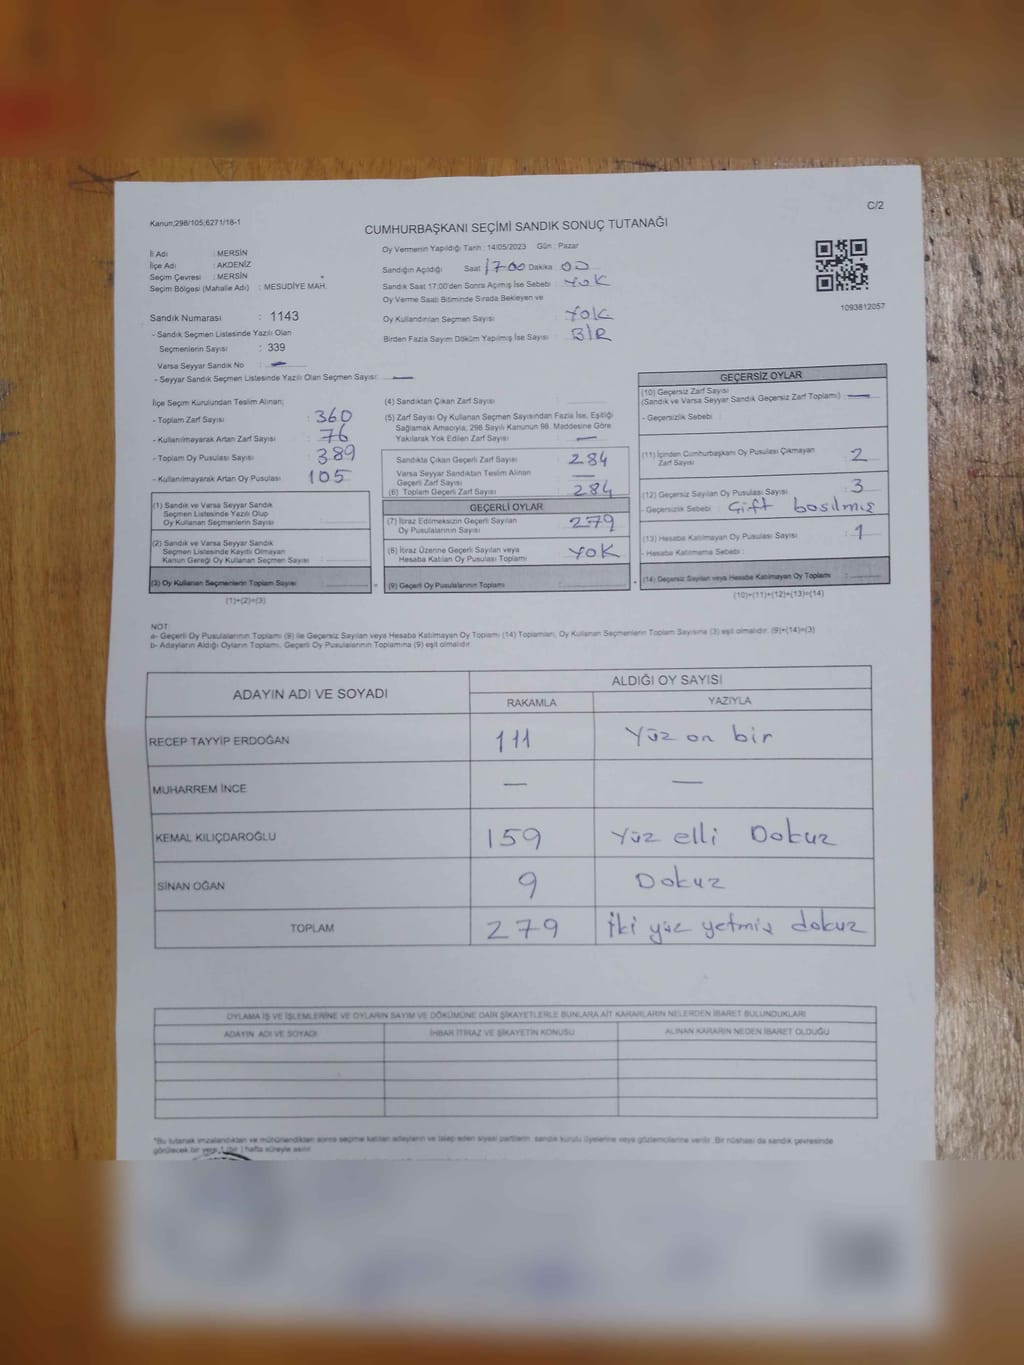 C/2
Kanun;298/105;6271/18-1
CUMHURBAŞKANI SEÇİMİ SANDIK SONUÇ TUTANAĞI
İl Adı : MERSİN
İlçe Adı : AKDENİZ
Seçim Çevresi : MERSİN
Seçim Bölgesi (Mahalle Adı) : MESUDİYE MAH.
Sandık Numarası : 1143
- Sandık Seçmen Listesinde Yazılı Olan
Seçmenlerin Sayısı : 339
Varsa Seyyar Sandık No : —
- Seyyar Sandık Seçmen Listesinde Yazılı Olan Seçmen Sayısı: —
Oy Vermenin Yapıldığı Tarih : 14/05/2023 Gün : Pazar
Sandığın Açıldığı Saat 17.00 Dakika : 00
Sandık Saat 17:00'den Sonra Açımış İse Sebebi : YOK
Oy Verme Saati Bitiminde Sırada Bekleyen ve
Oy Kullandırılan Seçmen Sayısı : YOK
Birden Fazla Sayım Döküm Yapılmış İse Sayısı : BİR
1093812057
İlçe Seçim Kurulundan Teslim Alınan;
- Toplam Zarf Sayısı : 360
- Kullanılmayarak Artan Zarf Sayısı : 76
- Toplam Oy Pusulası Sayısı : 389
- Kullanılmayarak Artan Oy Pusulası : 105
(1) Sandık ve Varsa Seyyar Sandık
Seçmen Listesinde Yazılı Olup
Oy Kullanan Seçmenlerin Sayısı :
(2) Sandık ve Varsa Seyyar Sandık
Seçmen Listesinde Kayıtlı Olmayan
Kanun Gereği Oy Kullanan Seçmen Sayısı :
(3) Oy Kullanan Seçmenlerin Toplam Sayısı :
(1)+(2)=(3)
(4) Sandıktan Çıkan Zarf Sayısı :
(5) Zarf Sayısı Oy Kullanan Seçmen Sayısından Fazla İse, Eşitliği
Sağlamak Amacıyla, 298 Sayılı Kanunun 98. Maddesine Göre
Yakılarak Yok Edilen Zarf Sayısı : —
Sandıkta Çıkan Geçerli Zarf Sayısı : 284
Varsa Seyyar Sandıktan Teslim Alınan
Geçerli Zarf Sayısı : —
(6) Toplam Geçerli Zarf Sayısı : 284
GEÇERLİ OYLAR
(7) İtiraz Edilmeksizin Geçerli Sayılan
Oy Pusulalarının Sayısı : 279
(8) İtiraz Üzerine Geçerli Sayılan veya
Hesaba Katılan Oy Pusulası Toplamı : YOK
(9) Geçerli Oy Pusulalarının Toplamı :
GEÇERSİZ OYLAR
(10) Geçersiz Zarf Sayısı
(Sandık ve Varsa Seyyar Sandık Geçersiz Zarf Toplamı) : —
- Geçersizlik Sebebi :
(11) İçinden Cumhurbaşkanı Oy Pusulası Çıkmayan
Zarf Sayısı : 2
(12) Geçersiz Sayılan Oy Pusulası Sayısı : 3
- Geçersizlik Sebebi : Çift bosilmış
(13) Hesaba Katılmayan Oy Pusulası Sayısı : 1
- Hesaba Katılmama Sebebi :
(14) Geçersiz Sayılan veya Hesaba Katılmayan Oy Toplamı :
(10)+(11)+(12)+(13)=(14)
NOT:
a- Geçerli Oy Pusulalarının Toplamı (9) ile Geçersiz Sayılan veya Hesaba Katılmayan Oy Toplamı (14) Toplamları, Oy Kullanan Seçmenlerin Toplam Sayısına (3) eşit olmalıdır. (9)+(14)=(3)
b- Adayların Aldığı Oyların Toplamı, Geçerli Oy Pusulalarının Toplamına (9) eşit olmalıdır.
ADAYIN ADI VE SOYADI ALDIĞI OY SAYISI
RAKAMLA YAZIYLA
RECEP TAYYİP ERDOĞAN 111 Yüz on bir
MUHARREM İNCE — —
KEMAL KILIÇDAROĞLU 159 Yüz elli Dokuz
SİNAN OĞAN 9 Dokuz
TOPLAM 279 İki yüz yetmiş dokuz
OYLAMA İŞ VE İŞLEMLERİNE VE OYLARIN SAYIM VE DÖKÜMÜNE DAİR ŞİKAYETLERLE BUNLARA AİT KARARLARIN NELERDEN İBARET BULUNDUKLARI
ADAYIN ADI VE SOYADI İHBAR İTİRAZ VE ŞİKAYETİN KONUSU ALINAN KARARIN NEDEN İBARET OLDUĞU
*Bu tutanak imzalandıktan ve mühürlendikten sonra seçime katılan adayların ve talep eden siyasi partilerin sandık kurulu üyelerine veya gözlemcilerine verilir. Bir nüshası da sandık çevresinde
görülecek bir yere 1 (bir) hafta süreyle asılır.